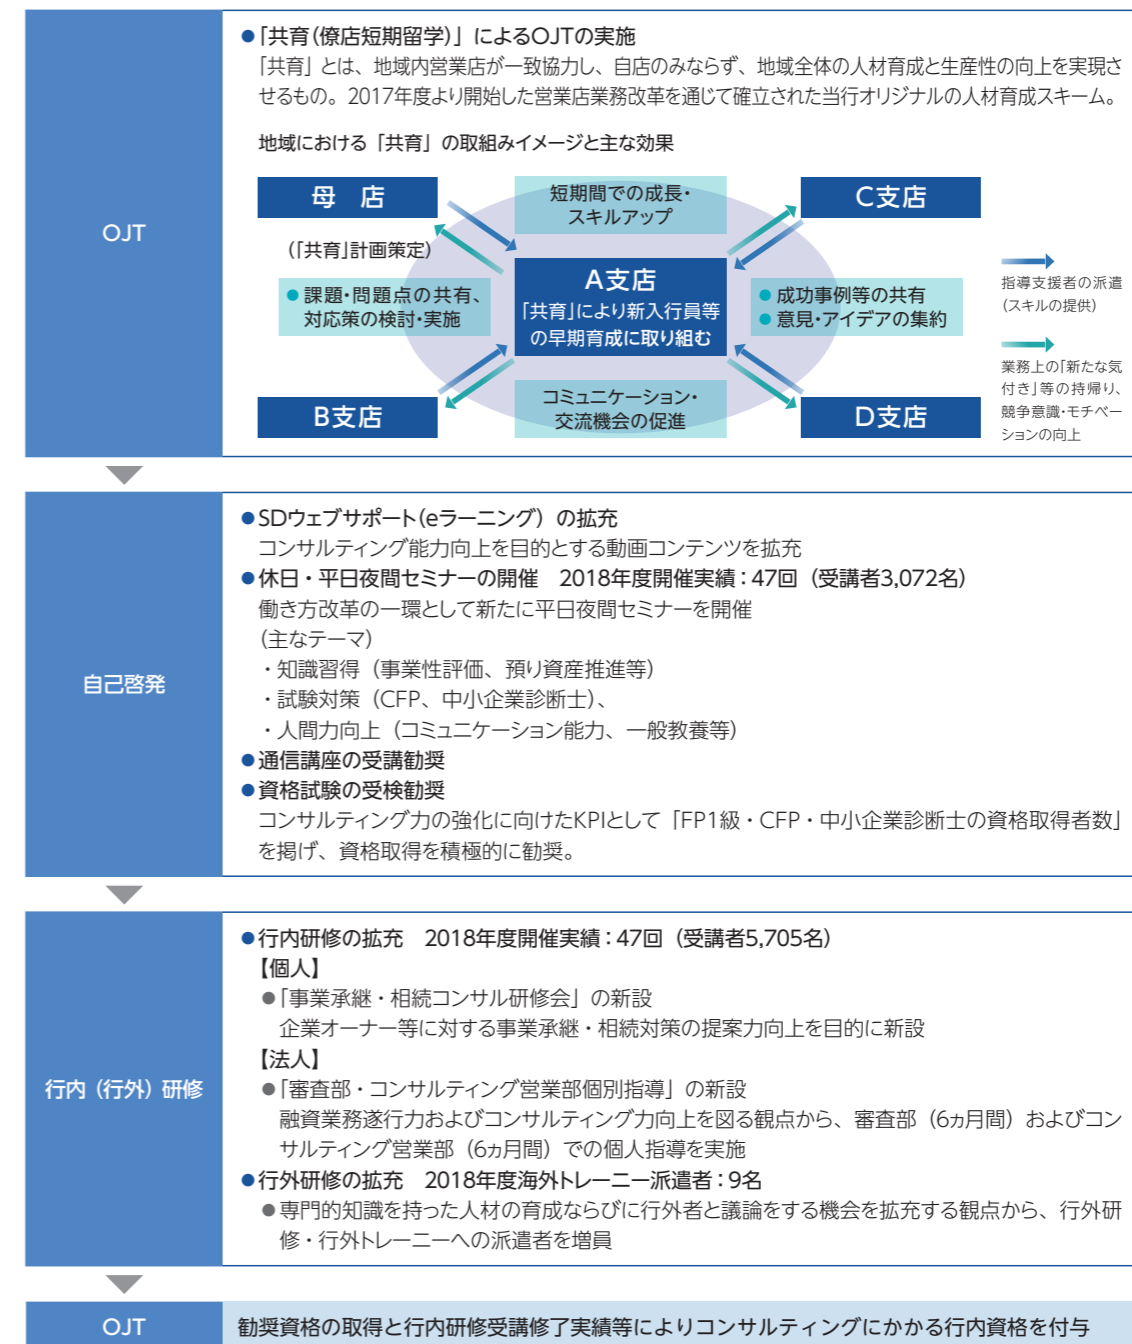 OJT
●「共育（僚店短期留学）」によるOJTの実施
「共育」とは、地域内営業店が一致協力し、自店のみならず、地域全体の人材育成と生産性の向上を実現さ
せるもの。2017年度より開始した営業店業務改革を通じて確立された当行オリジナルの人材育成スキーム。
地域における「共育」の取組みイメージと主な効果
母　店
（「共育」計画策定）
短期間での成長・
スキルアップ
C支店
●課題・問題点の共有、
対応策の検討・実施
A支店
「共育」により新入行員等
の早期育成に取り組む
●成功事例等の共有
●意見・アイデアの集約
B支店
コミュニケーション・
交流機会の促進
D支店
指導支援者の派遣
（スキルの提供）
業務上の「新たな気
付き」等の持帰り、
競争意識・モチベー
ションの向上
自己啓発
●SDウェブサポート（eラーニング）の拡充
コンサルティング能力向上を目的とする動画コンテンツを拡充
●休日・平日夜間セミナーの開催　2018年度開催実績：47回（受講者3,072名）
働き方改革の一環として新たに平日夜間セミナーを開催
（主なテーマ）
・知識習得（事業性評価、預り資産推進等）
・試験対策（CFP、中小企業診断士）、
・人間力向上（コミュニケーション能力、一般教養等）
●通信講座の受講勧奨
●資格試験の受検勧奨
コンサルティング力の強化に向けたKPIとして「FP1級・CFP・中小企業診断士の資格取得者数」
を掲げ、資格取得を積極的に勧奨。
行内（行外）研修
●行内研修の拡充　2018年度開催実績：47回（受講者5,705名）
【個人】
●「事業承継・相続コンサル研修会」の新設
企業オーナー等に対する事業承継・相続対策の提案力向上を目的に新設
【法人】
●「審査部・コンサルティング営業部個別指導」の新設
融資業務遂行力およびコンサルティング力向上を図る観点から、審査部（6ヵ月間）およびコン
サルティング営業部（6ヵ月間）での個人指導を実施
●行外研修の拡充　2018年度海外トレーニー派遣者：9名
●専門的知識を持った人材の育成ならびに行外者と議論をする機会を拡充する観点から、行外研
修・行外トレーニーへの派遣者を増員
OJT
勧奨資格の取得と行内研修受講修了実績等によりコンサルティングにかかる行内資格を付与